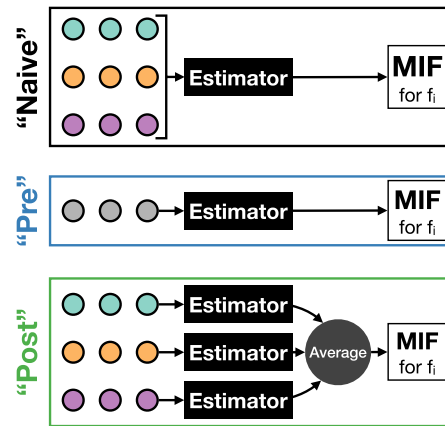 “Naive”
Estimator
MIF
for fᵢ
“Pre”
Estimator
MIF
for fᵢ
“Post”
Estimator
Estimator
Estimator
Average
MIF
for fᵢ